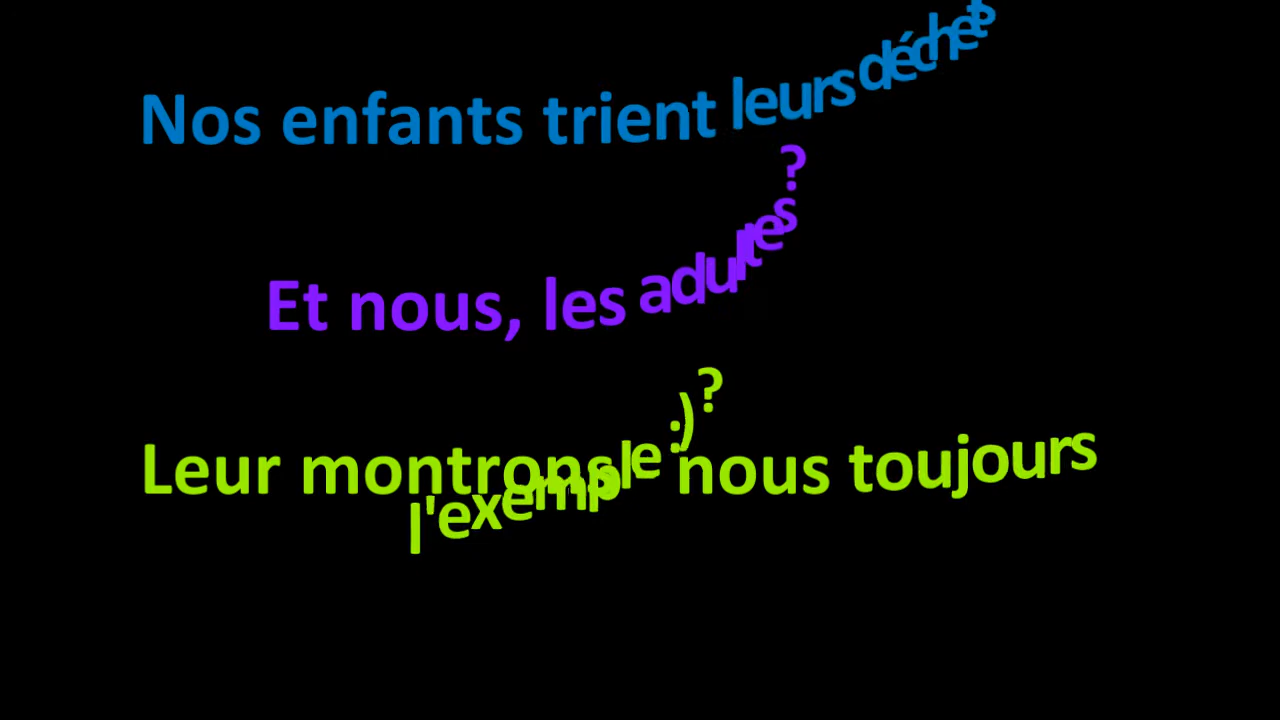 Nos enfants trient leurs déchets
Et nous, les adultes ?
Leur montrons-nous toujours
l'exemple :) ?